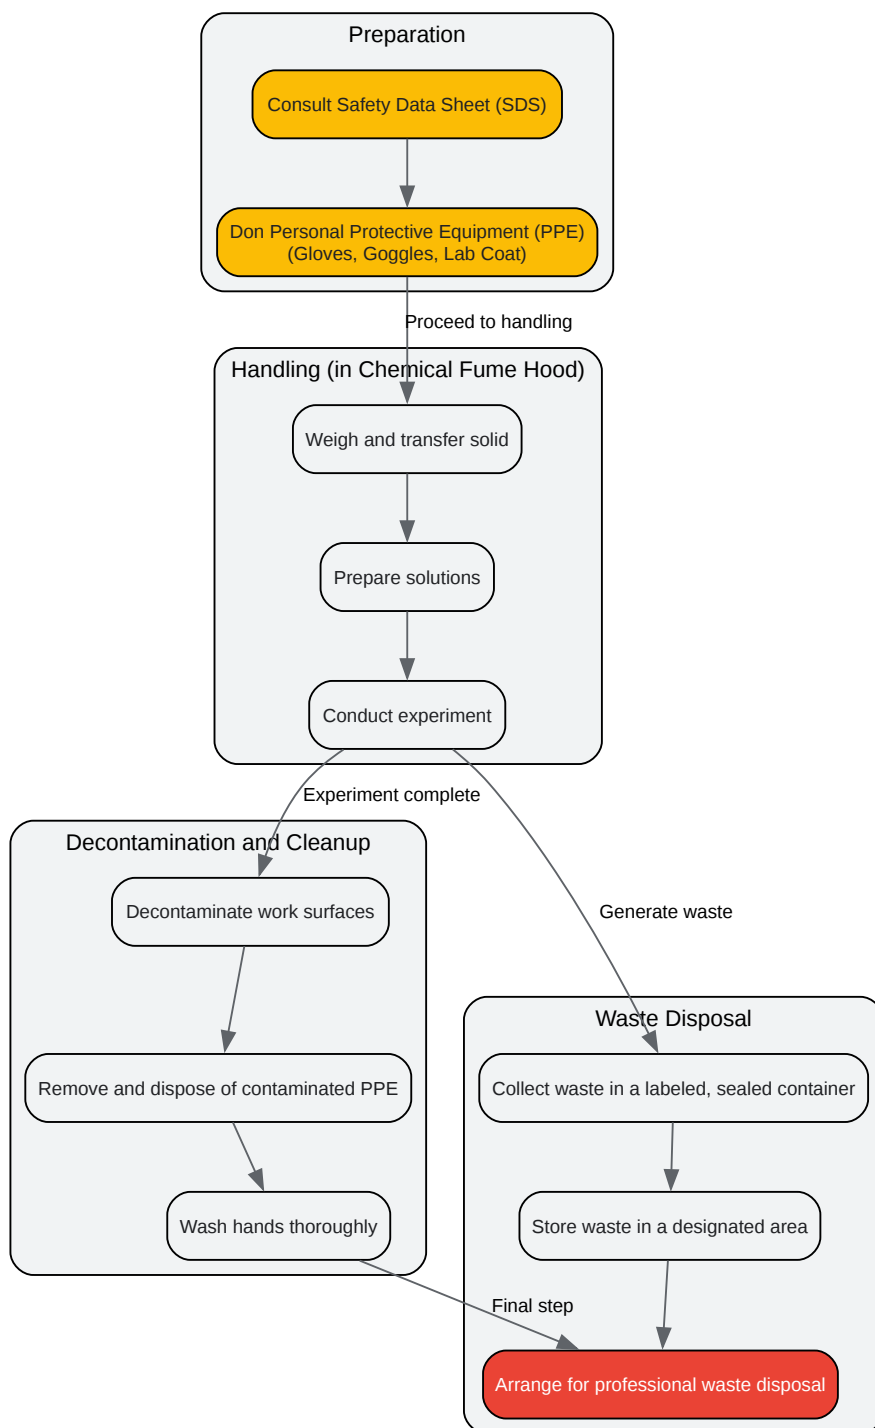 Preparation
Consult Safety Data Sheet (SDS)
Don Personal Protective Equipment (PPE)
(Gloves, Goggles, Lab Coat)
Proceed to handling
Handling (in Chemical Fume Hood)
Weigh and transfer solid
Prepare solutions
Conduct experiment
Experiment complete
Decontamination and Cleanup
Decontaminate work surfaces
Remove and dispose of contaminated PPE
Wash hands thoroughly
Generate waste
Waste Disposal
Collect waste in a labeled, sealed container
Store waste in a designated area
Final step
Arrange for professional waste disposal